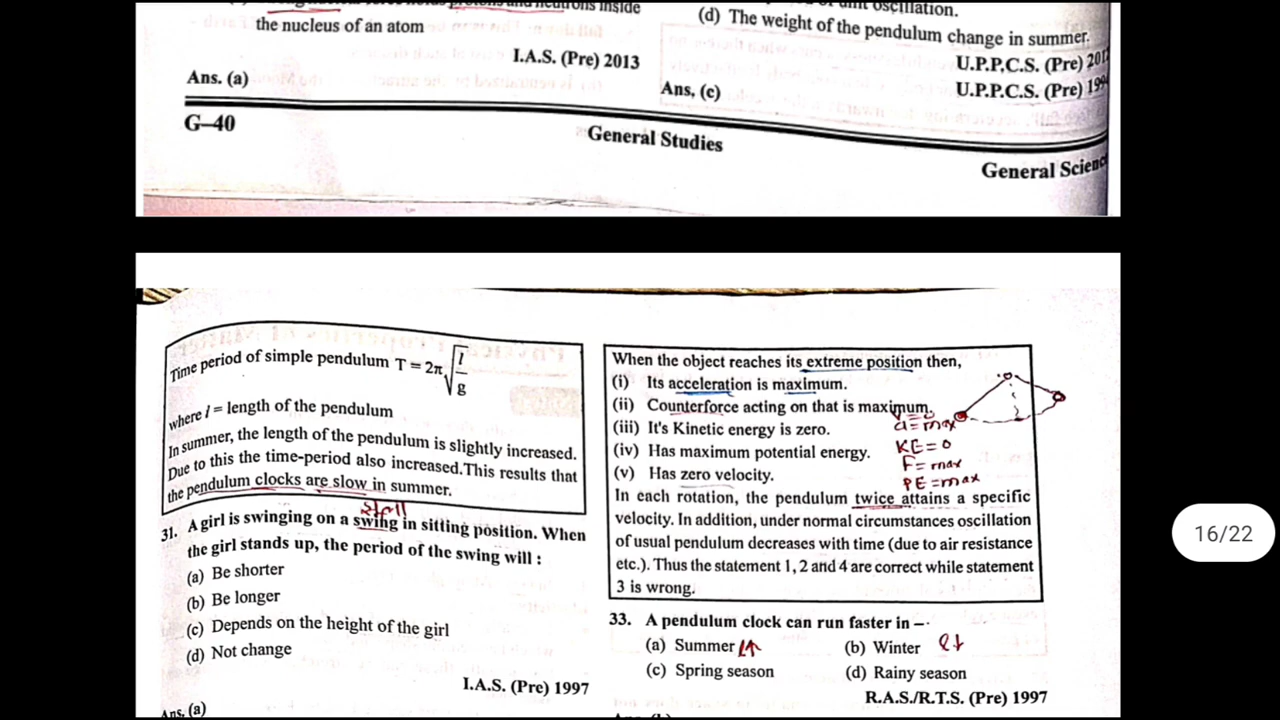 protons and neutrons inside
the nucleus of an atom
I.A.S. (Pre) 2013
Ans. (a)
oscillation.
(d) The weight of the pendulum change in summer.
U.P.P.C.S. (Pre)
Ans, (c)
U.P.P.C.S. (Pre)
G–40
General Studies
General Scienc
Time period of simple pendulum T = 2π√(l/g)
where l = length of the pendulum
In summer, the length of the pendulum is slightly increased.
Due to this the time-period also increased.This results that
the pendulum clocks are slow in summer.
31. A girl is swinging on a swing in sitting position. When
the girl stands up, the period of the swing will :
(a) Be shorter
(b) Be longer
(c) Depends on the height of the girl
(d) Not change
I.A.S. (Pre) 1997
Ans. (a)
When the object reaches its extreme position then,
(i) Its acceleration is maximum.
(ii) Counterforce acting on that is maximum.
(iii) It's Kinetic energy is zero.
(iv) Has maximum potential energy.
(v) Has zero velocity.
a = max
KE = 0
F = max
PE = max
In each rotation, the pendulum twice attains a specific
velocity. In addition, under normal circumstances oscillation
of usual pendulum decreases with time (due to air resistance
etc.). Thus the statement 1, 2 and 4 are correct while statement
3 is wrong.
33. A pendulum clock can run faster in –
(a) Summer l↑ (b) Winter l↓
(c) Spring season (d) Rainy season
R.A.S./R.T.S. (Pre) 1997
16/22